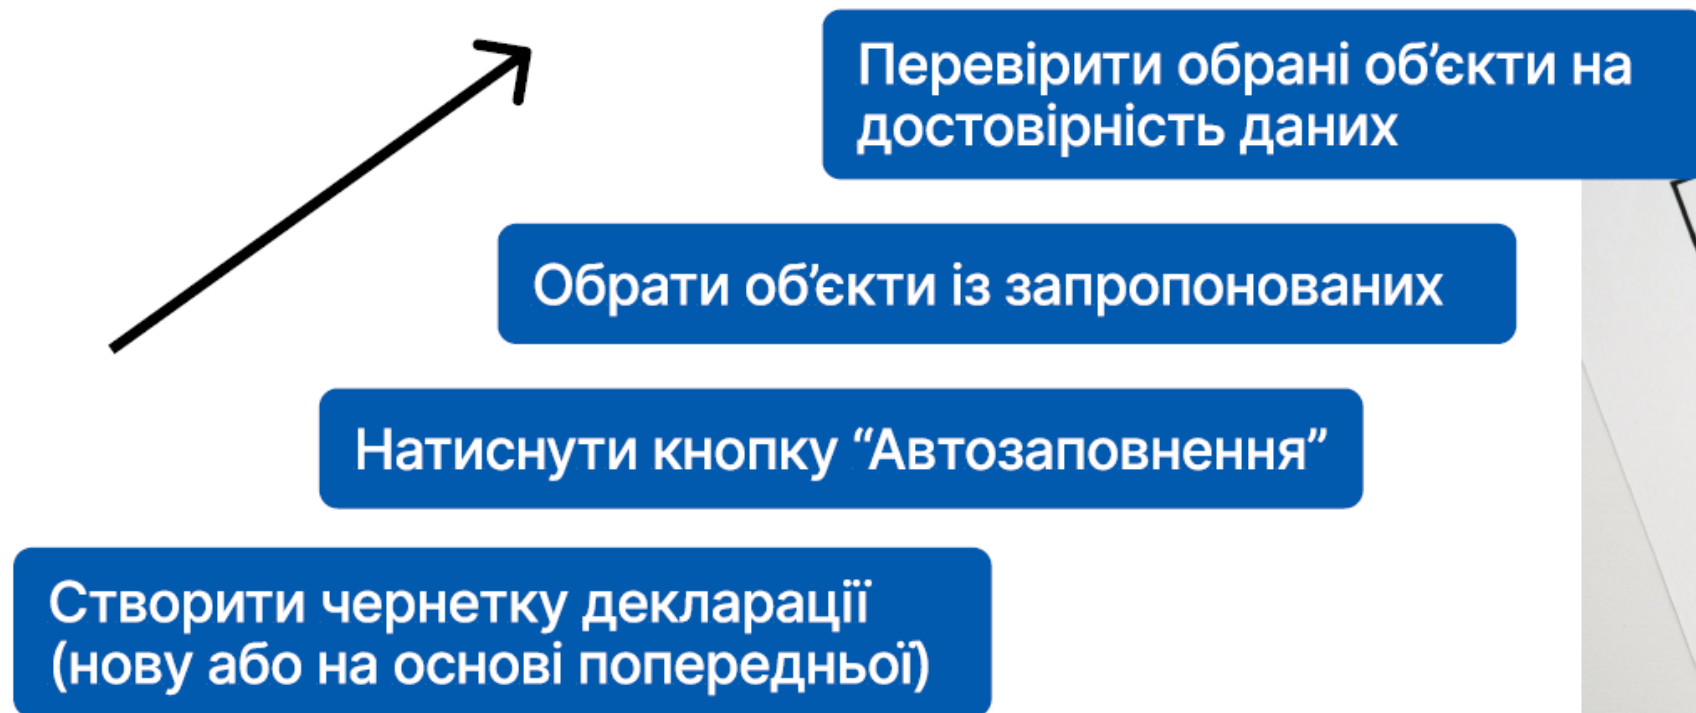 Перевірити обрані об’єкти на
достовірність даних
Обрати об’єкти із запропонованих
Натиснути кнопку “Автозаповнення”
Створити чернетку декларації
(нову або на основі попередньої)